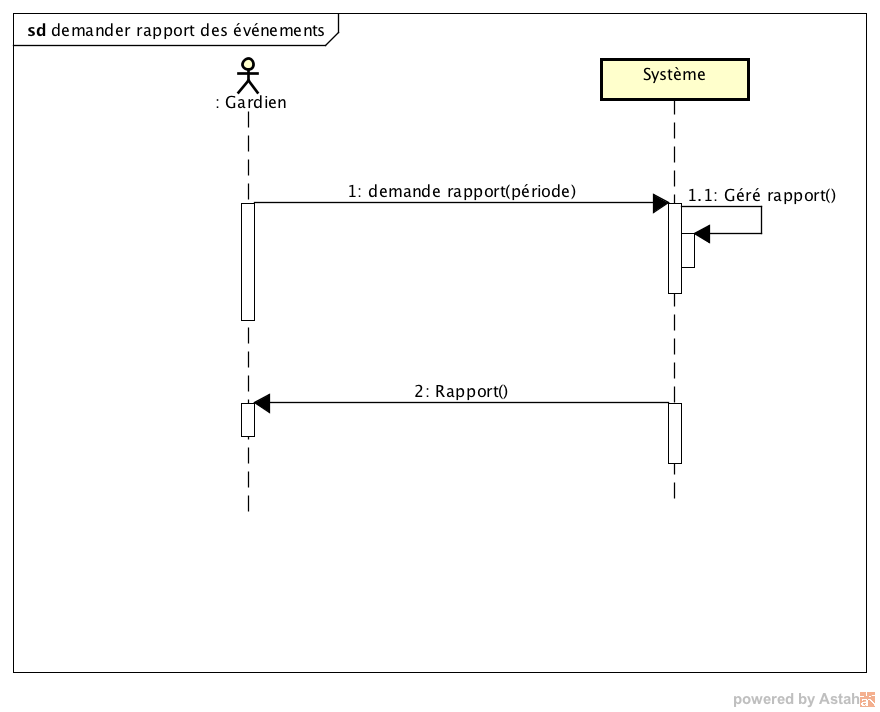 sd demander rapport des événements
: Gardien
Système
1: demande rapport(période)
1.1: Géré rapport()
2: Rapport()
powered by Astah